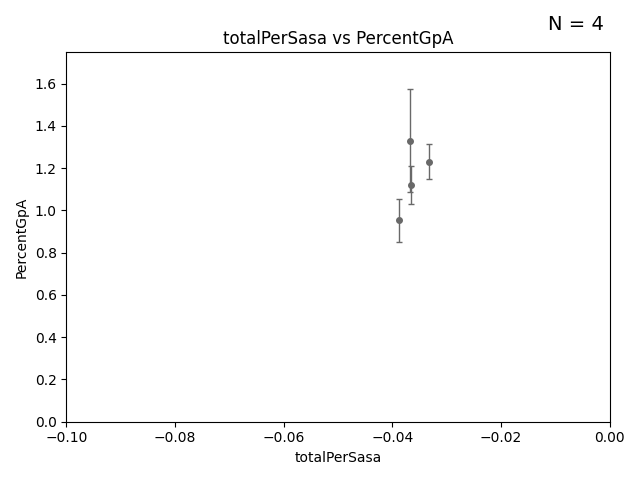 N = 4
totalPerSasa vs PercentGpA
PercentGpA
1.6
1.4
1.2
1.0
0.8
0.6
0.4
0.2
0.0
−0.10 −0.08 −0.06 −0.04 −0.02 0.00
totalPerSasa